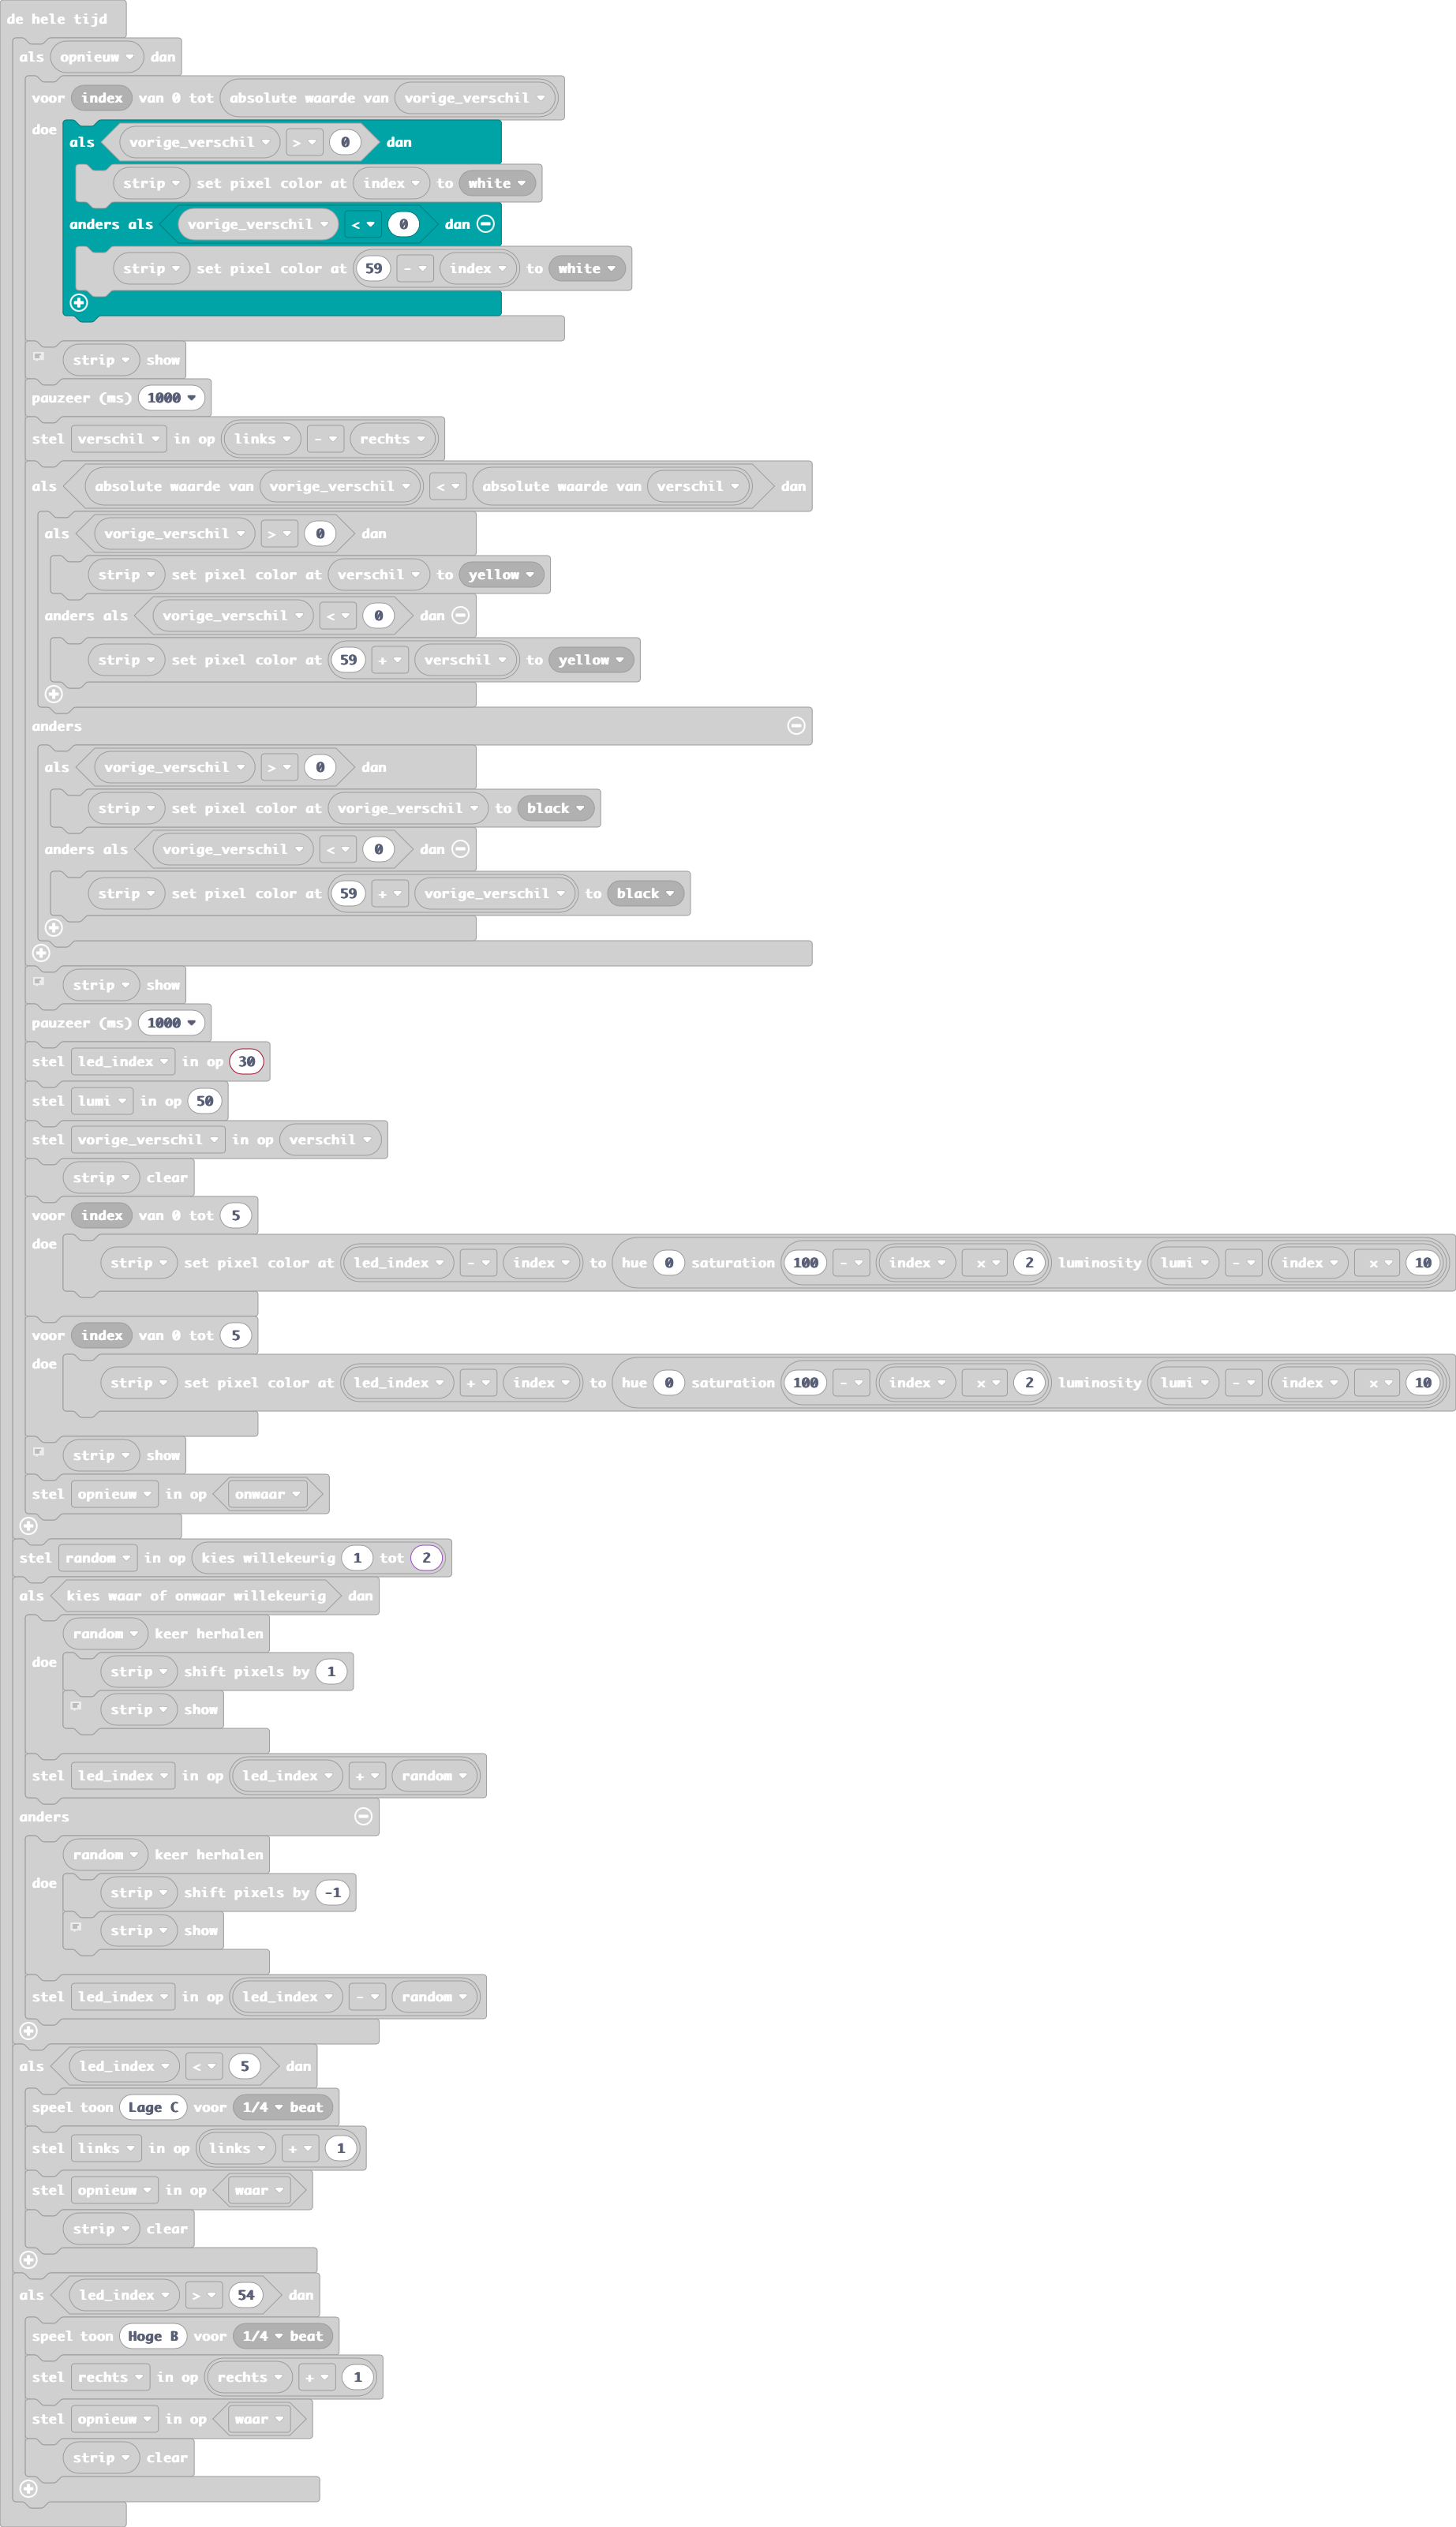 de hele tijd
als opnieuw dan
voor index van 0 tot absolute waarde van vorige_verschil
doe
als vorige_verschil > 0 dan
strip set pixel color at index to white
anders als vorige_verschil < 0 dan
strip set pixel color at 59 - index to white
strip show
pauzeer (ms) 1000
stel verschil in op links - rechts
als absolute waarde van vorige_verschil < absolute waarde van verschil dan
als vorige_verschil > 0 dan
strip set pixel color at verschil to yellow
anders als vorige_verschil < 0 dan
strip set pixel color at 59 + verschil to yellow
anders
als vorige_verschil > 0 dan
strip set pixel color at vorige_verschil to black
anders als vorige_verschil < 0 dan
strip set pixel color at 59 + vorige_verschil to black
strip show
pauzeer (ms) 1000
stel led_index in op 30
stel lumi in op 50
stel vorige_verschil in op verschil
strip clear
voor index van 0 tot 5
doe
strip set pixel color at led_index - index to hue 0 saturation 100 - index x 2 luminosity lumi - index x 10
voor index van 0 tot 5
doe
strip set pixel color at led_index + index to hue 0 saturation 100 - index x 2 luminosity lumi - index x 10
strip show
stel opnieuw in op onwaar
stel random in op kies willekeurig 1 tot 2
als kies waar of onwaar willekeurig dan
random keer herhalen
doe
strip shift pixels by 1
strip show
stel led_index in op led_index + random
anders
random keer herhalen
doe
strip shift pixels by -1
strip show
stel led_index in op led_index - random
als led_index < 5 dan
speel toon Lage C voor 1/4 beat
stel links in op links + 1
stel opnieuw in op waar
strip clear
als led_index > 54 dan
speel toon Hoge B voor 1/4 beat
stel rechts in op rechts + 1
stel opnieuw in op waar
strip clear